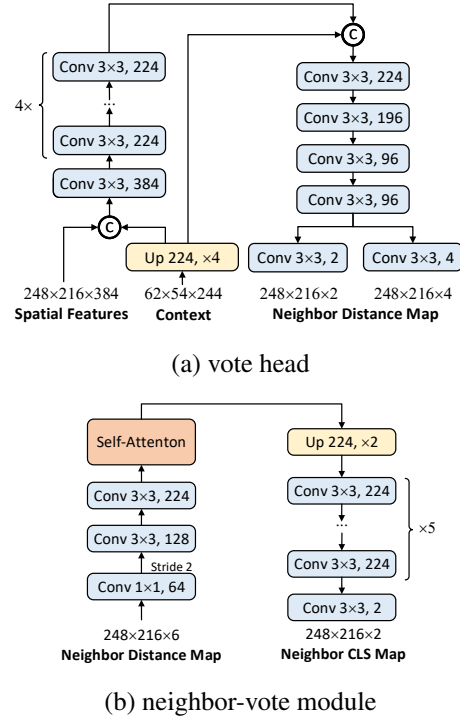 C
C
Conv 3×3, 224
Conv 3×3, 224
4×
...
Conv 3×3, 196
Conv 3×3, 224
Conv 3×3, 96
Conv 3×3, 384
Conv 3×3, 96
Up 224, ×4
Conv 3×3, 2
Conv 3×3, 4
248×216×384
62×54×244
248×216×2
248×216×4
Spatial Features
Context
Neighbor Distance Map
(a) vote head
Self-Attenton
Up 224, ×2
Conv 3×3, 224
Conv 3×3, 224
...
×5
Conv 3×3, 128
Conv 3×3, 224
Stride 2
Conv 1×1, 64
Conv 3×3, 2
248×216×6
248×216×2
Neighbor Distance Map
Neighbor CLS Map
(b) neighbor-vote module